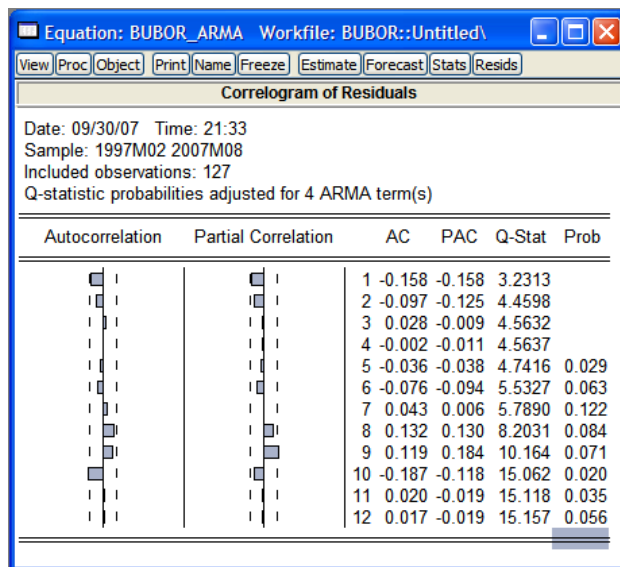 Equation: BUBOR_ARMA Workfile: BUBOR::Untitled\
View Proc Object Print Name Freeze Estimate Forecast Stats Resids
Correlogram of Residuals
Date: 09/30/07 Time: 21:33
Sample: 1997M02 2007M08
Included observations: 127
Q-statistic probabilities adjusted for 4 ARMA term(s)
Autocorrelation Partial Correlation AC PAC Q-Stat Prob
1 -0.158 -0.158 3.2313
2 -0.097 -0.125 4.4598
3 0.028 -0.009 4.5632
4 -0.002 -0.011 4.5637
5 -0.036 -0.038 4.7416 0.029
6 -0.076 -0.094 5.5327 0.063
7 0.043 0.006 5.7890 0.122
8 0.132 0.130 8.2031 0.084
9 0.119 0.184 10.164 0.071
10 -0.187 -0.118 15.062 0.020
11 0.020 -0.019 15.118 0.035
12 0.017 -0.019 15.157 0.056